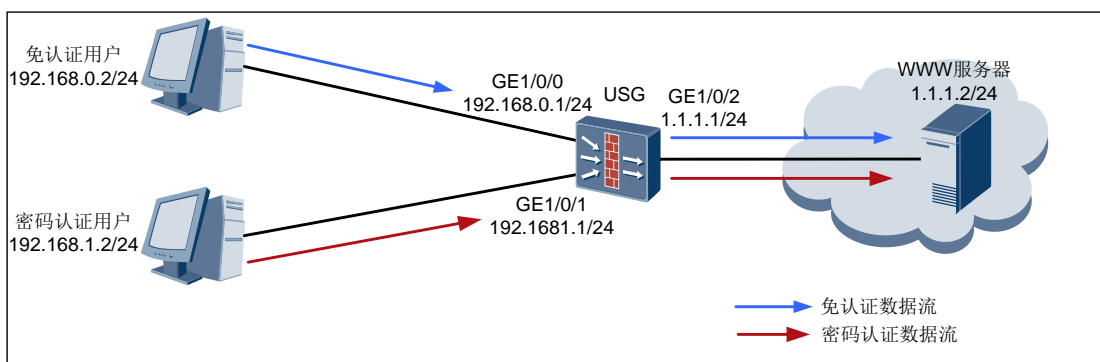 免认证用户
192.168.0.2/24
GE1/0/0
192.168.0.1/24
USG
GE1/0/2
1.1.1.1/24
WWW服务器
1.1.1.2/24
密码认证用户
192.168.1.2/24
GE1/0/1
192.1681.1/24
免认证数据流
密码认证数据流